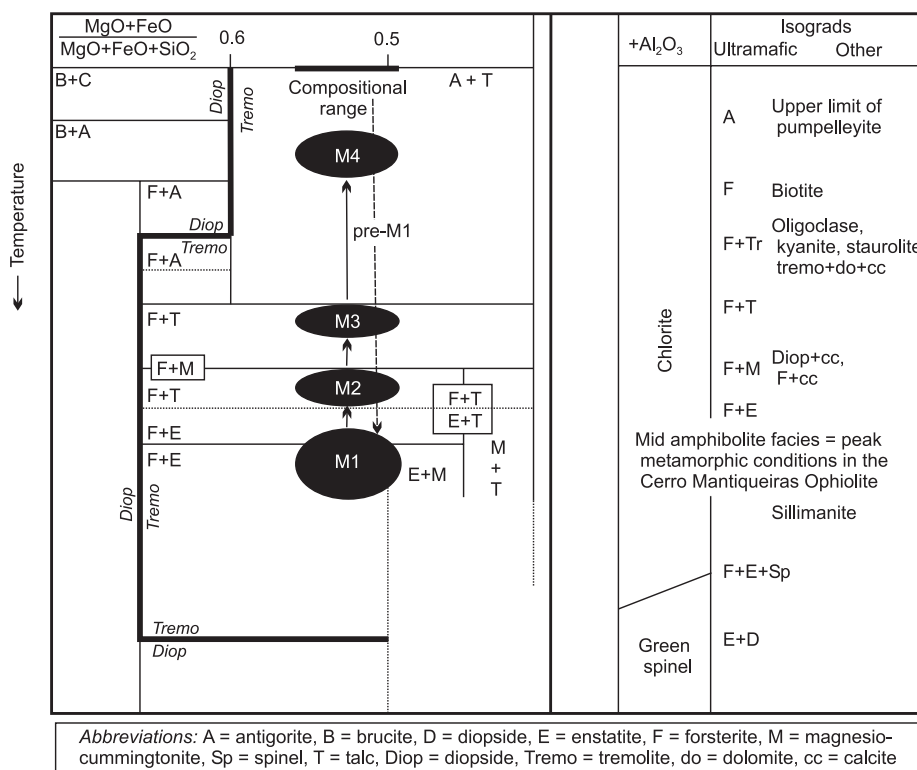 MgO+FeO
MgO+FeO+SiO2
0.6
0.5
B+C
Diop
Tremo
Compositional
range
A + T
B+A
M4
F+A
pre-M1
Diop
Tremo
F+A
Temperature
F+T
M3
F+M
F+T
M2
F+T
E+T
F+E
F+E
M1
E+M
M
+
T
Diop
Tremo
Tremo
Diop
+Al2O3
Isograds
Ultramafic Other
A Upper limit of
pumpelleyite
F Biotite
F+Tr Oligoclase,
kyanite, staurolite
tremo+do+cc
F+T
F+M Diop+cc,
F+cc
F+E
Chlorite
Mid amphibolite facies = peak
metamorphic conditions in the
Cerro Mantiqueiras Ophiolite
Sillimanite
F+E+Sp
Green
spinel
E+D
Abbreviations: A = antigorite, B = brucite, D = diopside, E = enstatite, F = forsterite, M = magnesio-
cummingtonite, Sp = spinel, T = talc, Diop = diopside, Tremo = tremolite, do = dolomite, cc = calcite